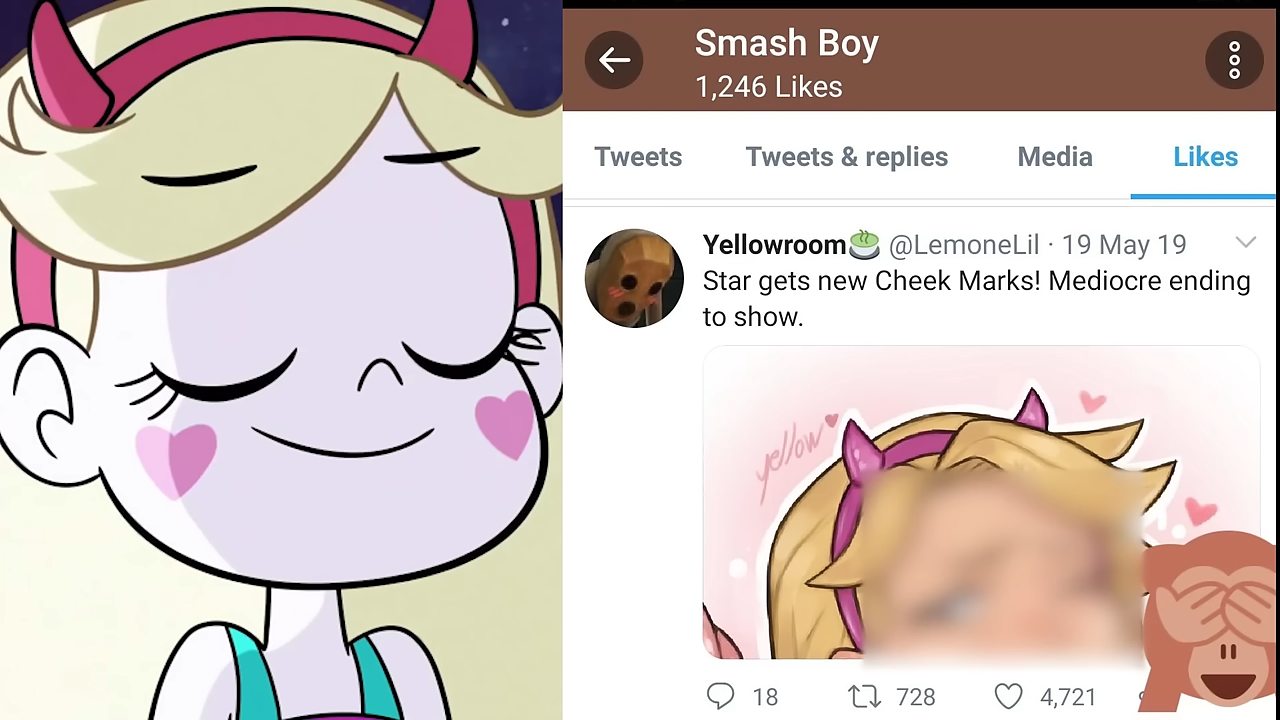 Smash Boy
1,246 Likes
Tweets Tweets & replies Media Likes
Yellowroom🍵 @LemoneLil · 19 May 19
Star gets new Cheek Marks! Mediocre ending
to show.
yellow
18 728 4,721